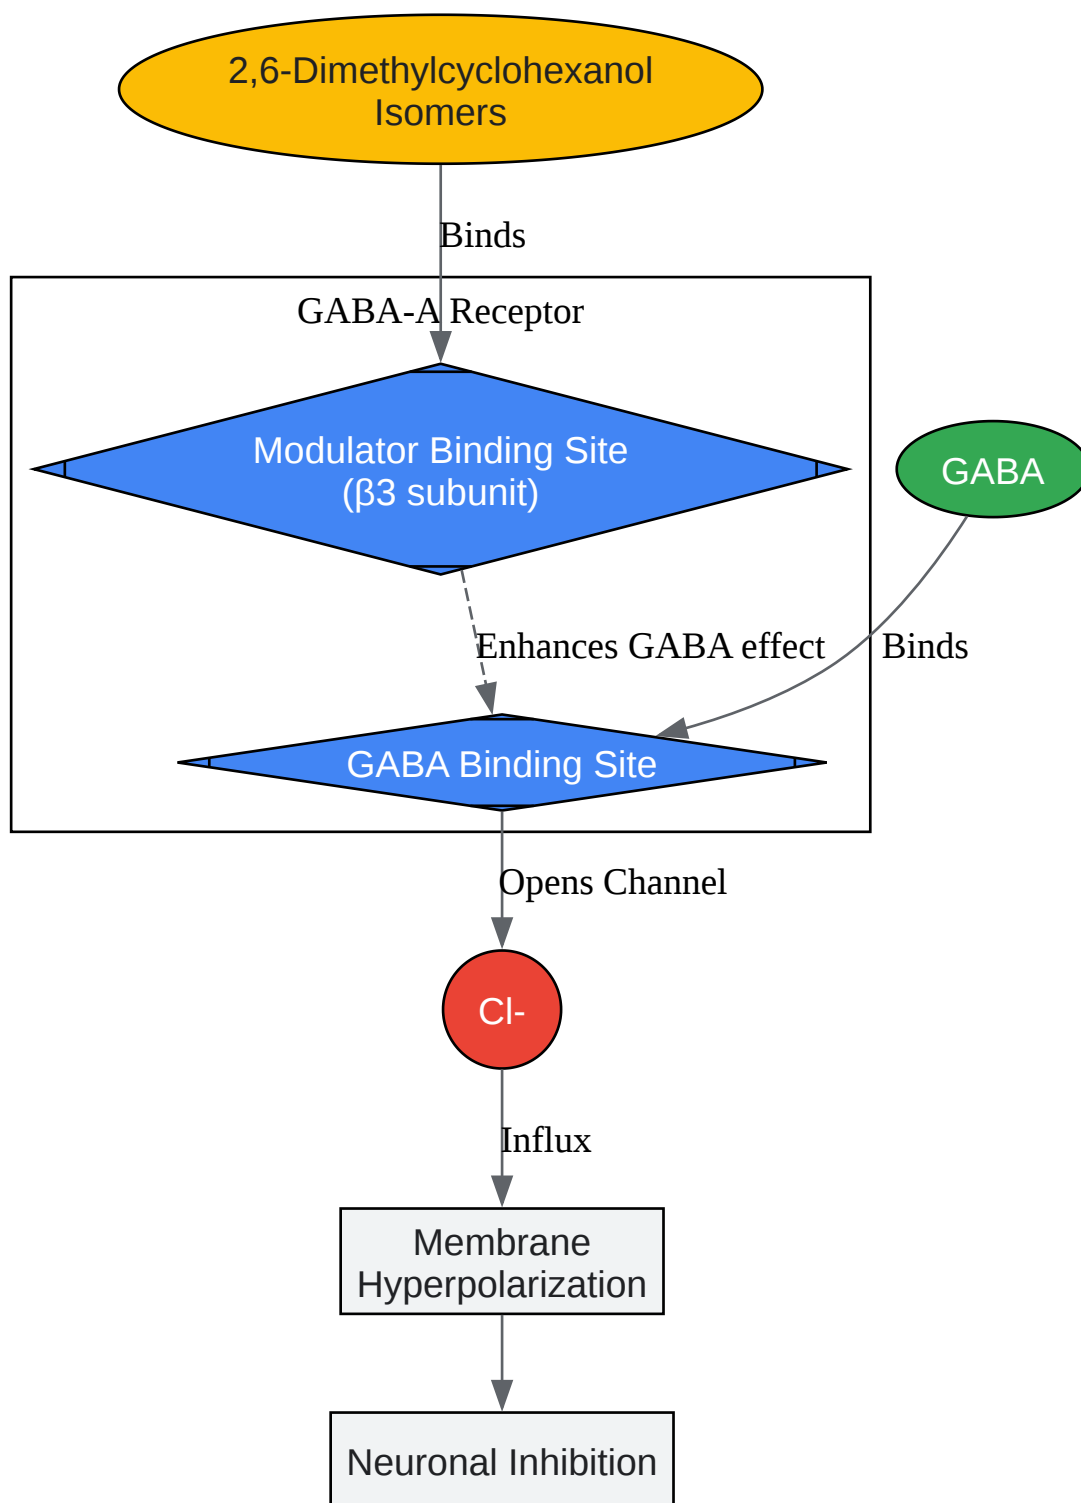 2,6-Dimethylcyclohexanol
Isomers
Binds
GABA-A Receptor
Modulator Binding Site
(β3 subunit)
GABA
Enhances GABA effect
Binds
GABA Binding Site
Opens Channel
Cl-
Influx
Membrane
Hyperpolarization
Neuronal Inhibition